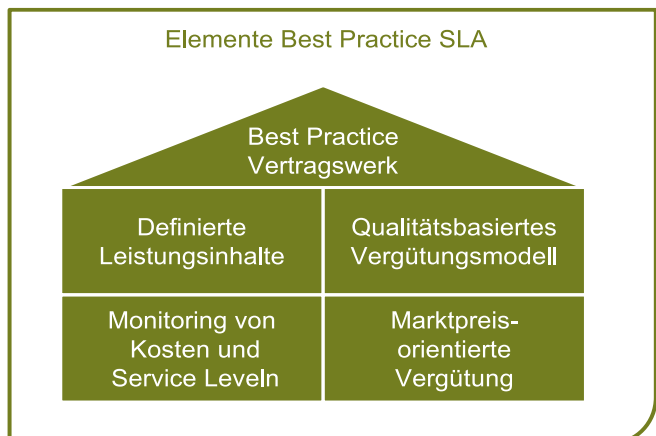 Elemente Best Practice SLA
Best Practice
Vertragswerk
Definierte
Leistungsinhalte
Qualitätsbasiertes
Vergütungsmodell
Monitoring von
Kosten und
Service Leveln
Marktpreis-
orientierte
Vergütung